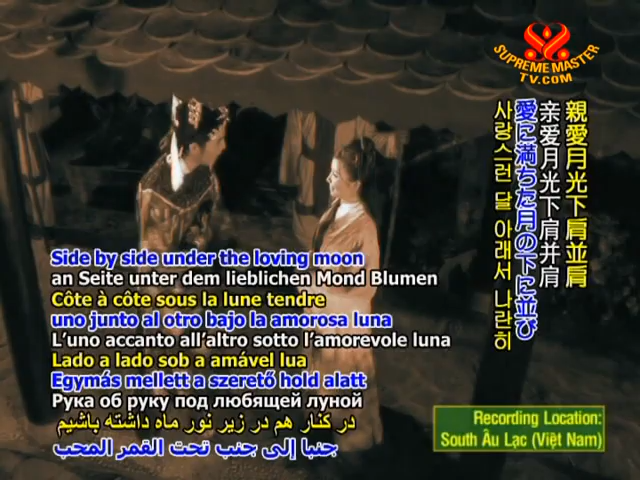 SUPREME MASTER
TV.COM
親愛月光下肩並肩
亲爱月光下肩并肩
愛に満ちた月の下に並び
사랑스런 달 아래서 나란히
Side by side under the loving moon
an Seite unter dem lieblichen Mond Blumen
Côte à côte sous la lune tendre
uno junto al otro bajo la amorosa luna
L'uno accanto all'altro sotto l'amorevole luna
Lado a lado sob a amável lua
Egymás mellett a szerető hold alatt
Рука об руку под любящей луной
در کنار هم در زیر نور ماه داشته باشیم
جنبا إلى جنب تحت القمر المحب
Recording Location:
South Âu Lạc (Việt Nam)